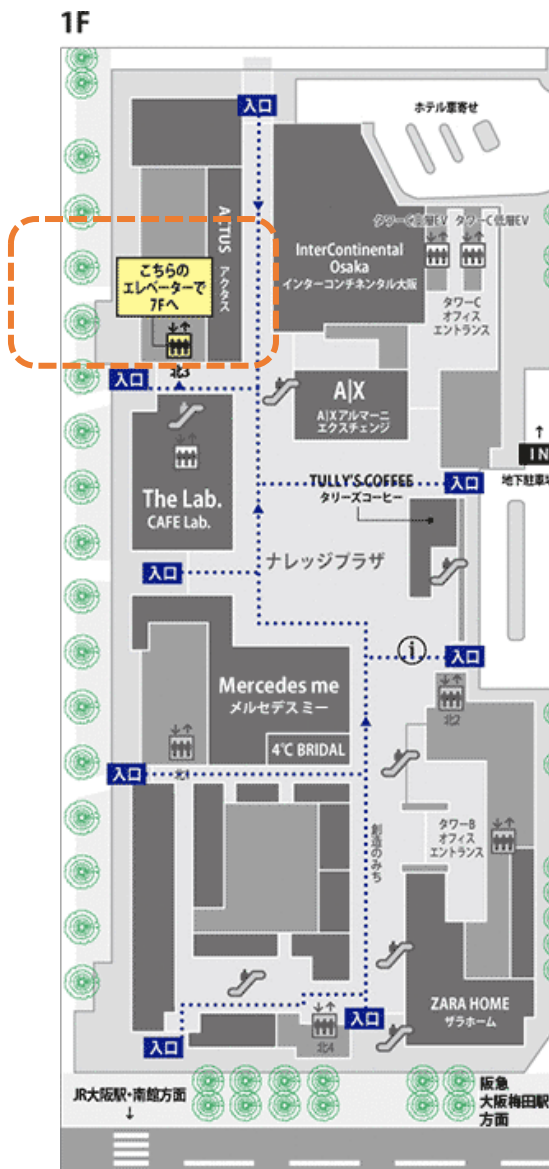 1F
入口
ホテル車寄せ
ACTUS アクタス
タワーC高層EV
タワーC低層EV
InterContinental
Osaka
インターコンチネンタル大阪
こちらの
エレベーターで
7Fへ
タワーC
オフィス
エントランス
北3
入口
A|X
A|Xアルマーニ
エクスチェンジ
↑
IN
地下駐車場
入口
TULLY'S COFFEE
タリーズコーヒー
The Lab.
CAFE Lab.
ナレッジプラザ
入口
i
入口
Mercedes me
メルセデス ミー
北2
4℃ BRIDAL
北1
入口
創造のみち
タワーB
オフィス
エントランス
ZARA HOME
ザラホーム
入口
北4
入口
JR大阪駅・南館方面
↓
阪急
大阪梅田駅
方面